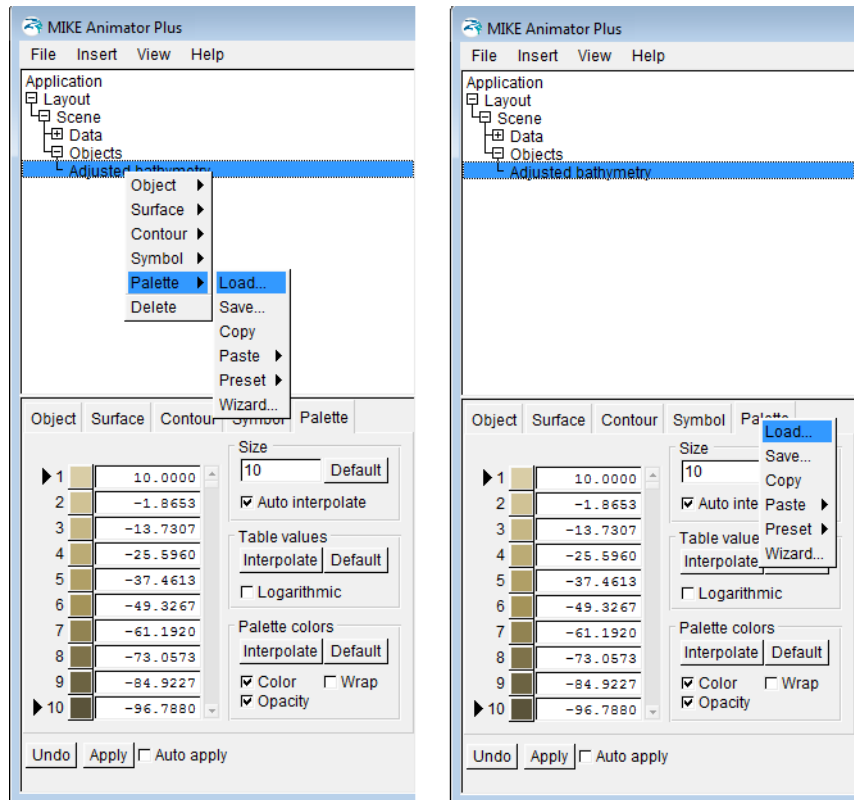 MIKE Animator Plus
File Insert View Help
Application
Layout
Scene
Data
Objects
Adjusted bathymetry
Object
Surface
Contour
Symbol
Palette
Delete
Load...
Save...
Copy
Paste
Preset
Wizard...
Object Surface Contour Symbol Palette
1 10.0000
2 -1.8653
3 -13.7307
4 -25.5960
5 -37.4613
6 -49.3267
7 -61.1920
8 -73.0573
9 -84.9227
10 -96.7880
Size
10 Default
Auto interpolate
Table values
Interpolate Default
Logarithmic
Palette colors
Interpolate Default
Color Wrap
Opacity
Undo Apply Auto apply
MIKE Animator Plus
File Insert View Help
Application
Layout
Scene
Data
Objects
Adjusted bathymetry
Object Surface Contour Symbol Palette
Load...
Save...
Copy
Paste
Preset
Wizard...
1 10.0000
2 -1.8653
3 -13.7307
4 -25.5960
5 -37.4613
6 -49.3267
7 -61.1920
8 -73.0573
9 -84.9227
10 -96.7880
Size
10
Auto inte
Table value
Interpolate
Logarithmic
Palette colors
Interpolate Default
Color Wrap
Opacity
Undo Apply Auto apply